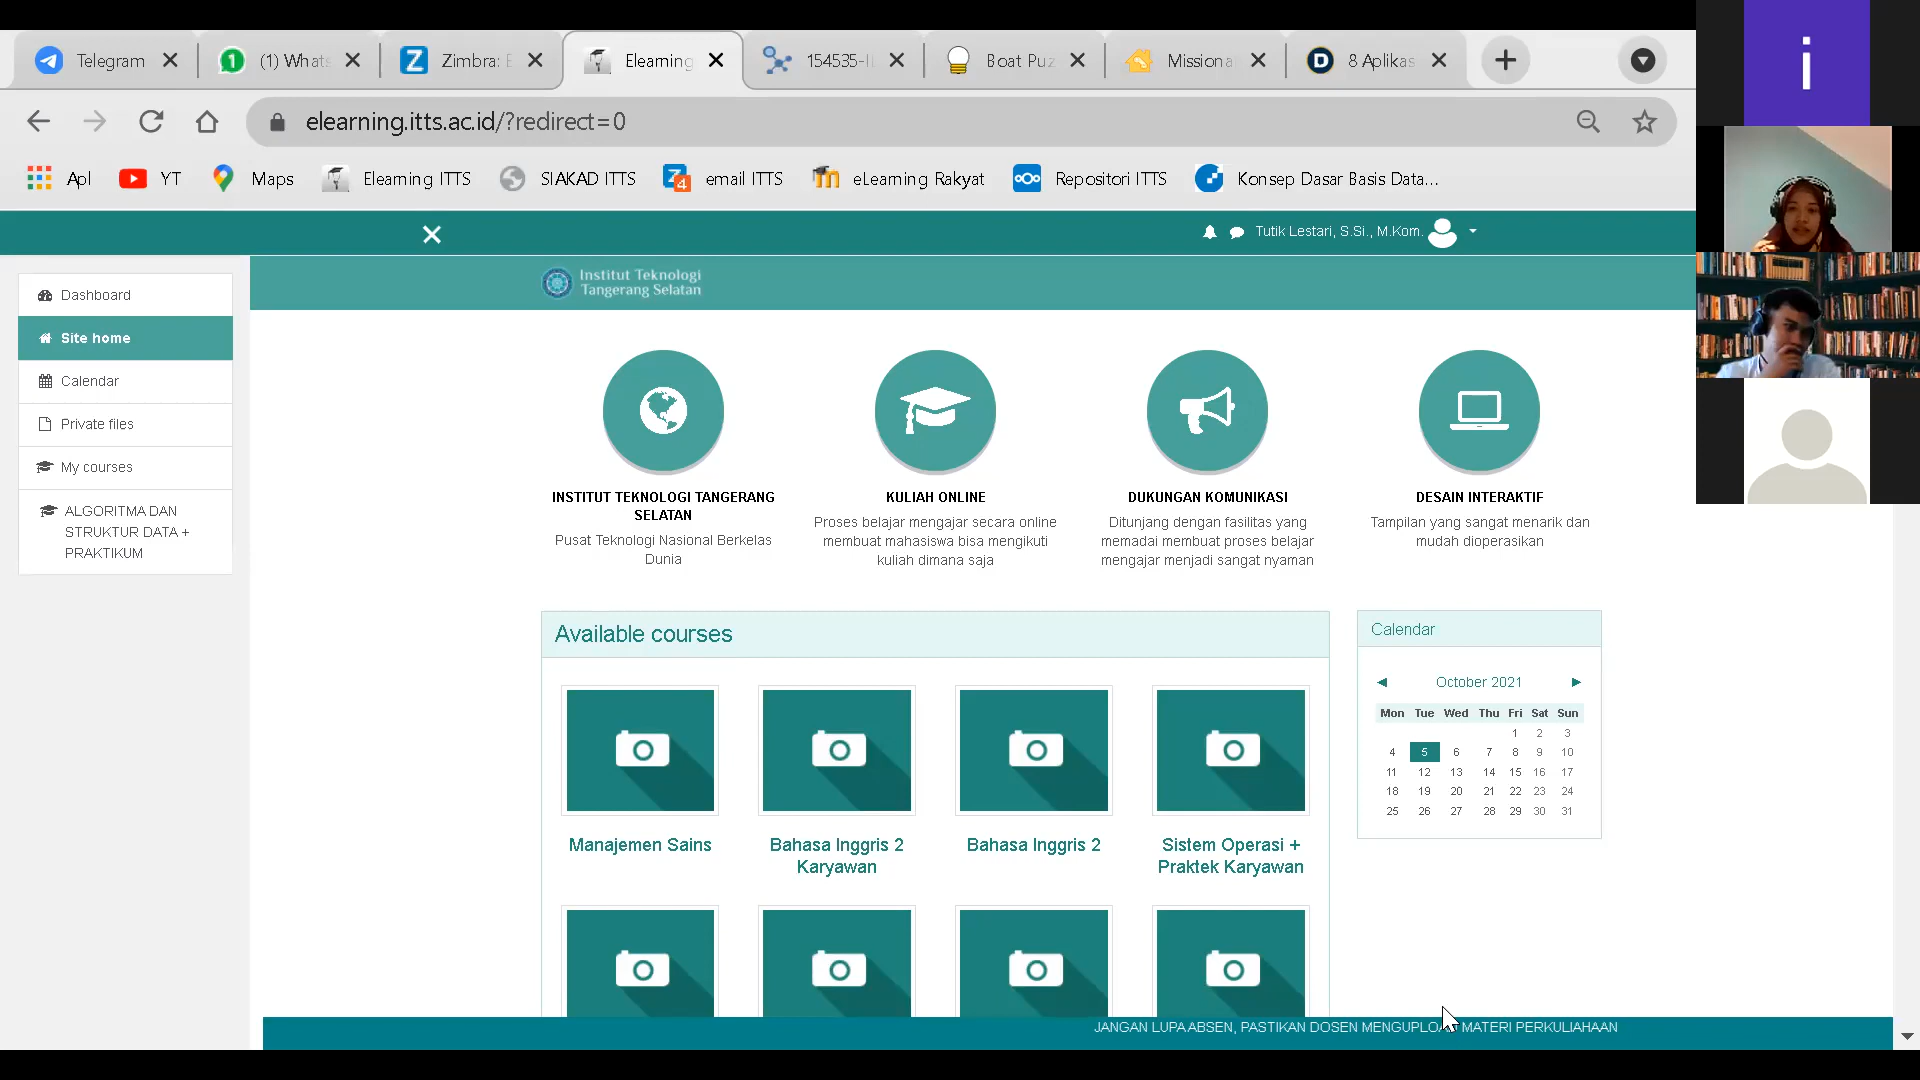 Telegram
(1) What
Zimbra: E
Elearning
154535-I
Boat Puz
Missiona
8 Aplikas
elearning.itts.ac.id/?redirect=0
Apl
YT
Maps
Elearning ITTS
SIAKAD ITTS
email ITTS
eLearning Rakyat
Repositori ITTS
Konsep Dasar Basis Data...
Tutik Lestari, S.Si., M.Kom.
i
Institut Teknologi
Tangerang Selatan
Dashboard
Site home
Calendar
Private files
My courses
ALGORITMA DAN
STRUKTUR DATA +
PRAKTIKUM
INSTITUT TEKNOLOGI TANGERANG
SELATAN
Pusat Teknologi Nasional Berkelas
Dunia
KULIAH ONLINE
Proses belajar mengajar secara online
membuat mahasiswa bisa mengikuti
kuliah dimana saja
DUKUNGAN KOMUNIKASI
Ditunjang dengan fasilitas yang
memadai membuat proses belajar
mengajar menjadi sangat nyaman
DESAIN INTERAKTIF
Tampilan yang sangat menarik dan
mudah dioperasikan
Available courses
Manajemen Sains
Bahasa Inggris 2
Karyawan
Bahasa Inggris 2
Sistem Operasi +
Praktek Karyawan
Calendar
October 2021
Mon Tue Wed Thu Fri Sat Sun
1 2 3
4 5 6 7 8 9 10
11 12 13 14 15 16 17
18 19 20 21 22 23 24
25 26 27 28 29 30 31
JANGAN LUPA ABSEN, PASTIKAN DOSEN MENGUPLOA MATERI PERKULIAHAAN